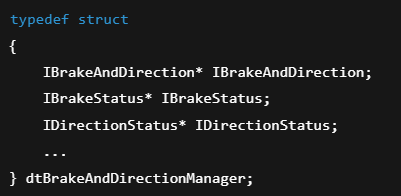 typedef struct
{
    IBrakeAndDirection* IBrakeAndDirection;
    IBrakeStatus* IBrakeStatus;
    IDirectionStatus* IDirectionStatus;
    ...
} dtBrakeAndDirectionManager;